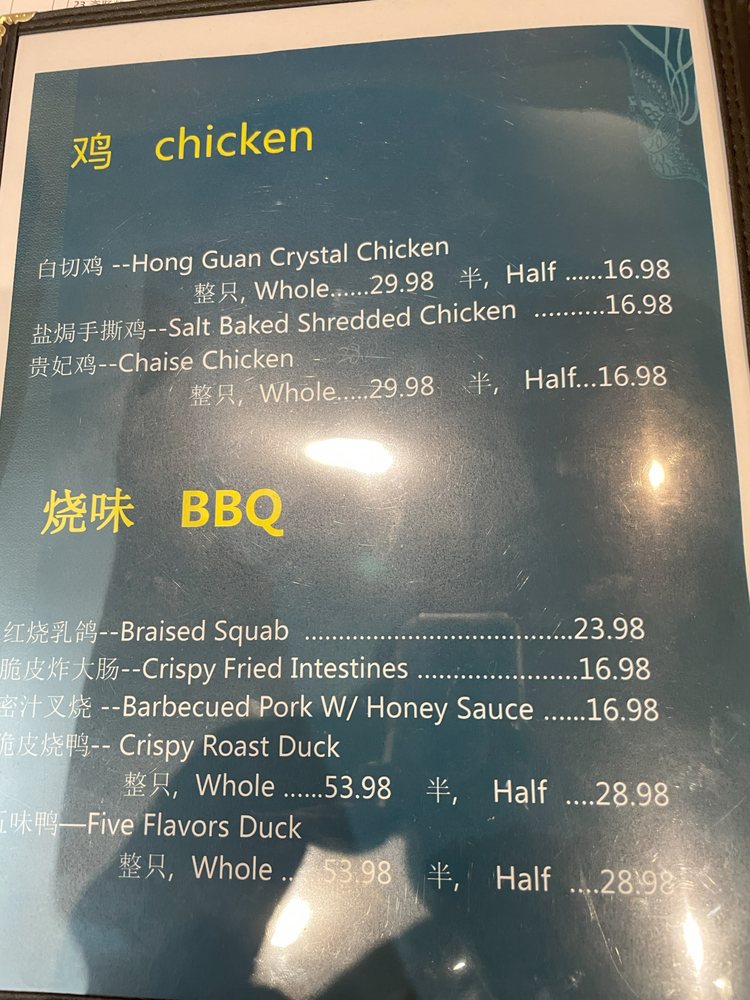 鸡 chicken
白切鸡 --Hong Guan Crystal Chicken
整只, Whole......29.98 半, Half ......16.98
盐焗手撕鸡--Salt Baked Shredded Chicken ...........16.98
贵妃鸡--Chaise Chicken
整只, Whole.....29.98 半, Half...16.98
烧味 BBQ
红烧乳鸽--Braised Squab ......................................23.98
脆皮炸大肠--Crispy Fried Intestines .......................16.98
密汁叉烧 --Barbecued Pork W/ Honey Sauce ......16.98
脆皮烧鸭-- Crispy Roast Duck
整只, Whole ......53.98 半, Half ....28.98
味鸭—Five Flavors Duck
整只, Whole .. 53.98 半, Half ....28.98